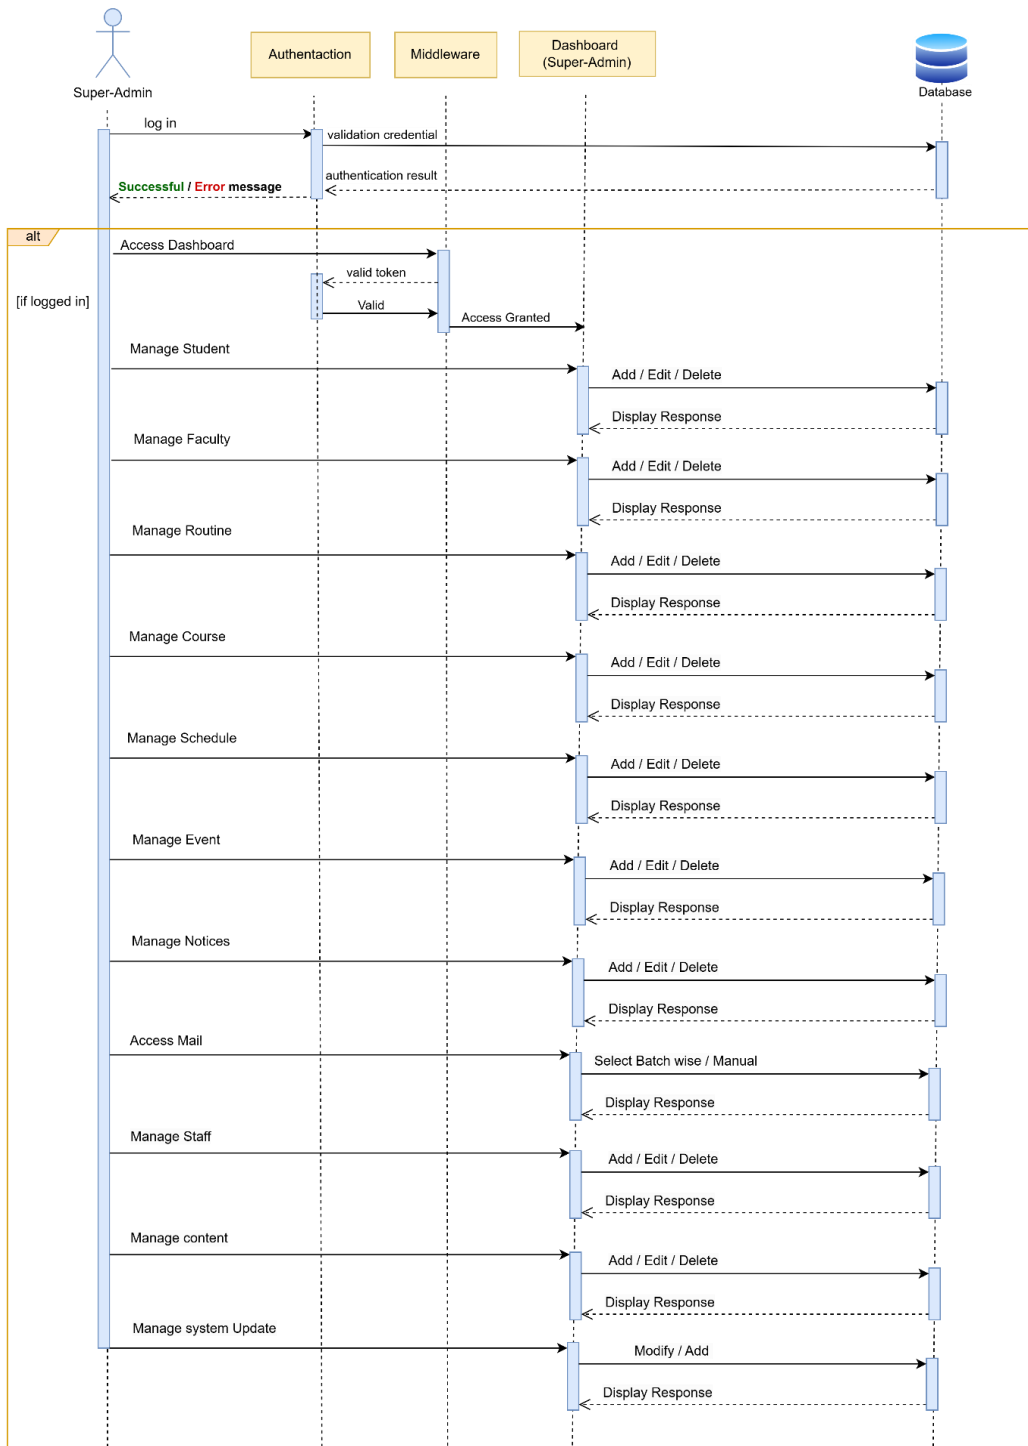 Super-Admin
Authentaction
Middleware
Dashboard
(Super-Admin)
Database
log in
validation credential
authentication result
Successful / Error message
alt
Access Dashboard
valid token
[if logged in]
Valid
Access Granted
Manage Student
Add / Edit / Delete
Display Response
Manage Faculty
Add / Edit / Delete
Display Response
Manage Routine
Add / Edit / Delete
Display Response
Manage Course
Add / Edit / Delete
Display Response
Manage Schedule
Add / Edit / Delete
Display Response
Manage Event
Add / Edit / Delete
Display Response
Manage Notices
Add / Edit / Delete
Display Response
Access Mail
Select Batch wise / Manual
Display Response
Manage Staff
Add / Edit / Delete
Display Response
Manage content
Add / Edit / Delete
Display Response
Manage system Update
Modify / Add
Display Response